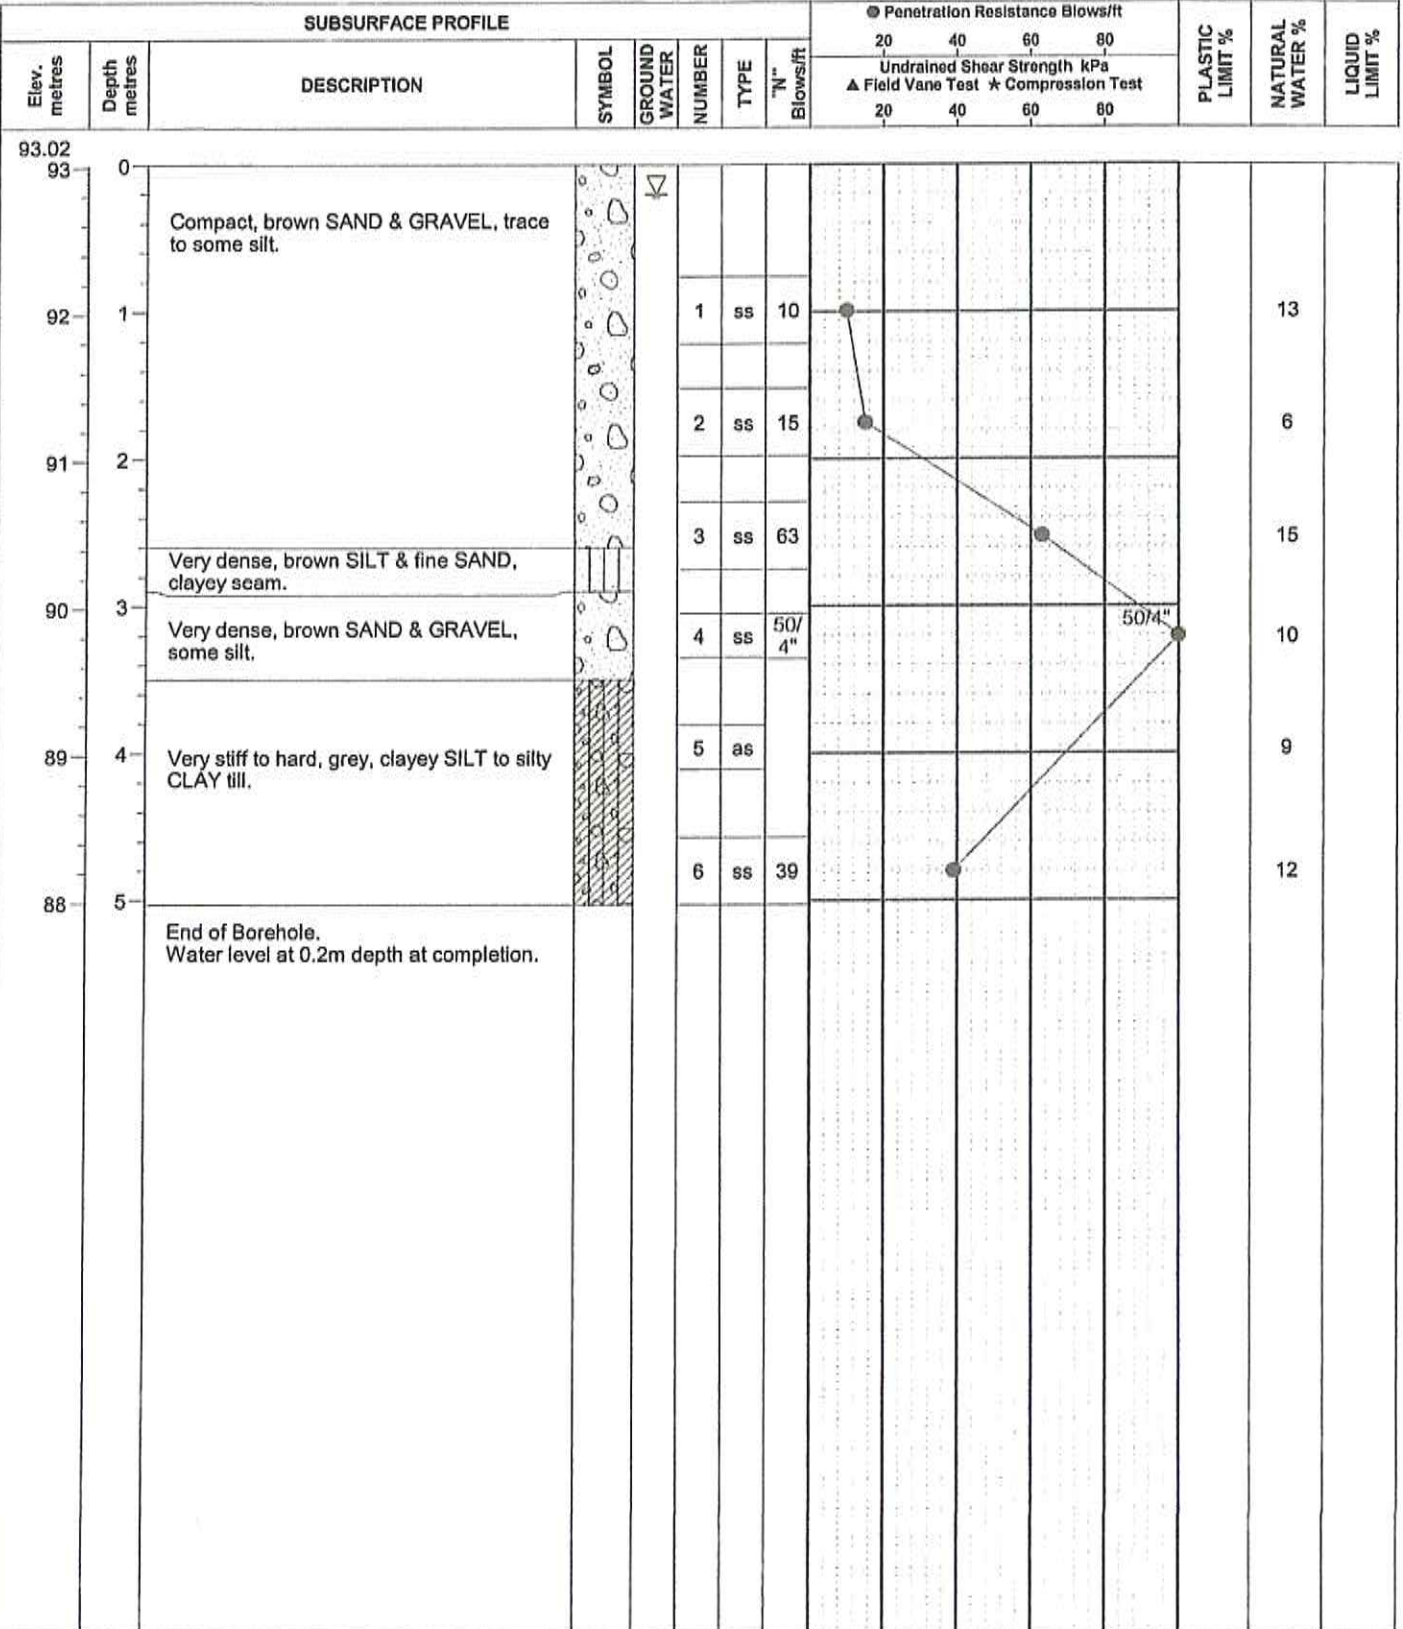 SUBSURFACE PROFILE
● Penetration Resistance Blows/ft
20 40 60 80
Undrained Shear Strength kPa
▲ Field Vane Test ★ Compression Test
20 40 60 80
Elev. metres
Depth metres
DESCRIPTION
SYMBOL
GROUND WATER
NUMBER
TYPE
"N" Blows/ft
PLASTIC LIMIT %
NATURAL WATER %
LIQUID LIMIT %
93.02
93 0
Compact, brown SAND & GRAVEL, trace
to some silt.
92 1 1 ss 10 13
2 ss 15 6
91 2
3 ss 63 15
Very dense, brown SILT & fine SAND,
clayey seam.
90 3 50/4"
Very dense, brown SAND & GRAVEL,
some silt.
4 ss 50/4" 10
5 as 9
89 4
Very stiff to hard, grey, clayey SILT to silty
CLAY till.
6 ss 39 12
88 5
End of Borehole.
Water level at 0.2m depth at completion.